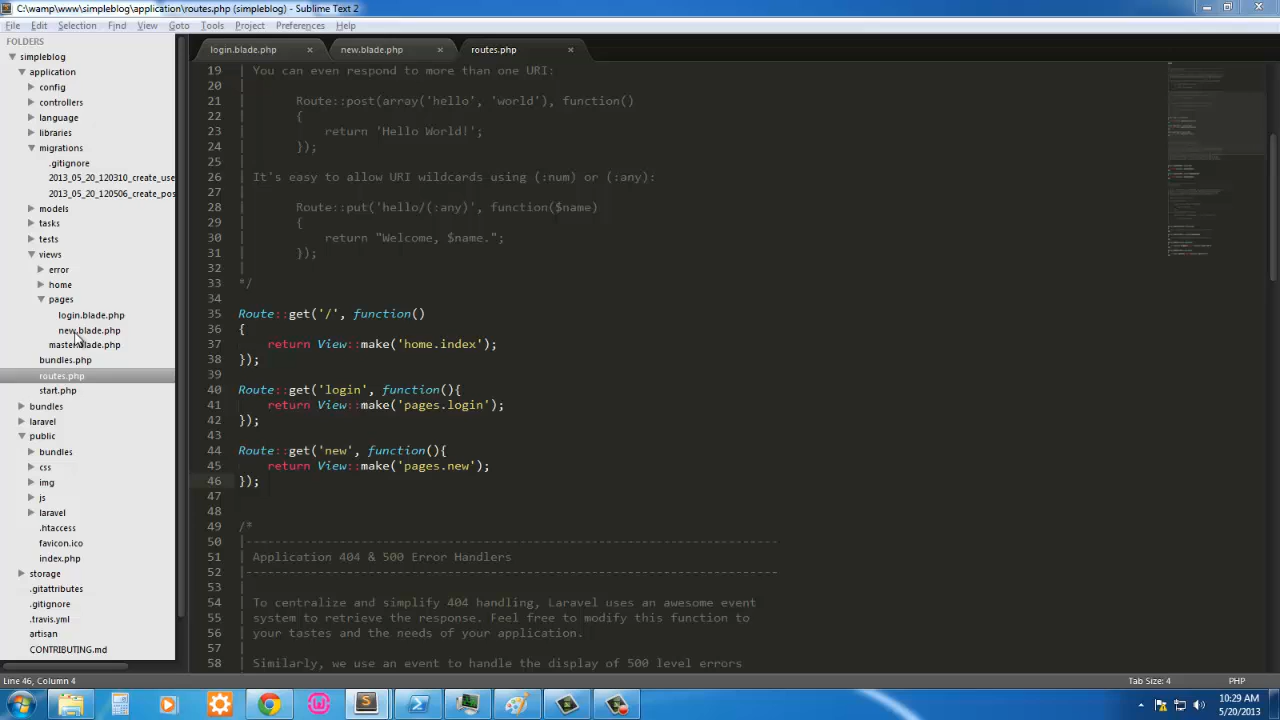 C:\wamp\www\simpleblog\application\routes.php (simpleblog) - Sublime Text 2
File Edit Selection Find View Goto Tools Project Preferences Help
FOLDERS
simpleblog
application
config
controllers
language
libraries
migrations
.gitignore
2013_05_20_120310_create_use
2013_05_20_120506_create_pos
models
tasks
tests
views
error
home
pages
login.blade.php
new.blade.php
master.blade.php
bundles.php
routes.php
start.php
bundles
laravel
public
bundles
css
img
js
laravel
.htaccess
favicon.ico
index.php
storage
.gitattributes
.gitignore
.travis.yml
artisan
CONTRIBUTING.md
login.blade.php × new.blade.php × routes.php ×
19 | You can even respond to more than one URI:
20 |
21 | Route::post(array('hello', 'world'), function()
22 | {
23 | return 'Hello World!';
24 | });
25 |
26 | It's easy to allow URI wildcards using (:num) or (:any):
27 |
28 | Route::put('hello/(:any)', function($name)
29 | {
30 | return "Welcome, $name.";
31 | });
32 |
33 */
34
35 Route::get('/', function()
36 {
37 return View::make('home.index');
38 });
39
40 Route::get('login', function(){
41 return View::make('pages.login');
42 });
43
44 Route::get('new', function(){
45 return View::make('pages.new');
46 });
47
48
49 /*
50 |--------------------------------------------------------------------------
51 | Application 404 & 500 Error Handlers
52 |--------------------------------------------------------------------------
53 |
54 | To centralize and simplify 404 handling, Laravel uses an awesome event
55 | system to retrieve the response. Feel free to modify this function to
56 | your tastes and the needs of your application.
57 |
58 | Similarly, we use an event to handle the display of 500 level errors
Line 46, Column 4 Tab Size: 4 PHP
10:29 AM
5/20/2013